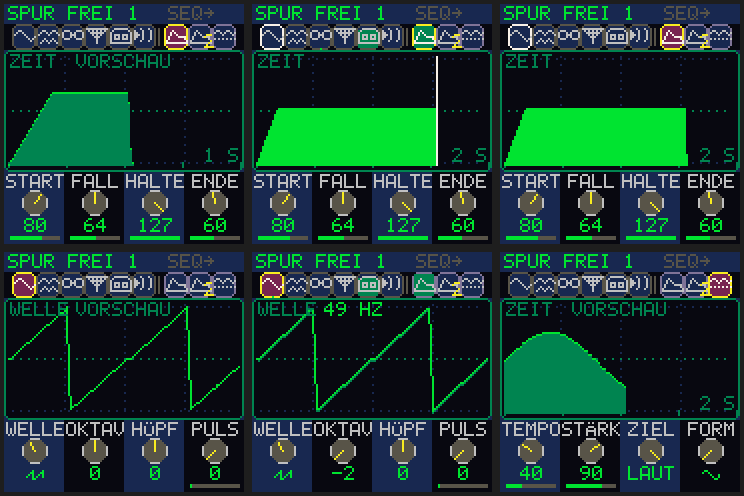 SPUR FREI 1 SEQ→
ZEIT VORSCHAU
1 S
START FALL HALTE ENDE
80 64 127 60
SPUR FREI 1 SEQ→
ZEIT
2 S
START FALL HALTE ENDE
80 64 127 60
SPUR FREI 1 SEQ→
ZEIT
2 S
START FALL HALTE ENDE
80 64 127 60
SPUR FREI 1 SEQ→
WELLE VORSCHAU
WELLE OKTAV HüPF PULS
0 0 0
SPUR FREI 1 SEQ→
WELLE 49 HZ
WELLE OKTAV HüPF PULS
-2 0 0
SPUR FREI 1 SEQ→
ZEIT VORSCHAU
2 S
TEMPO STäRK ZIEL FORM
40 90 LAUT